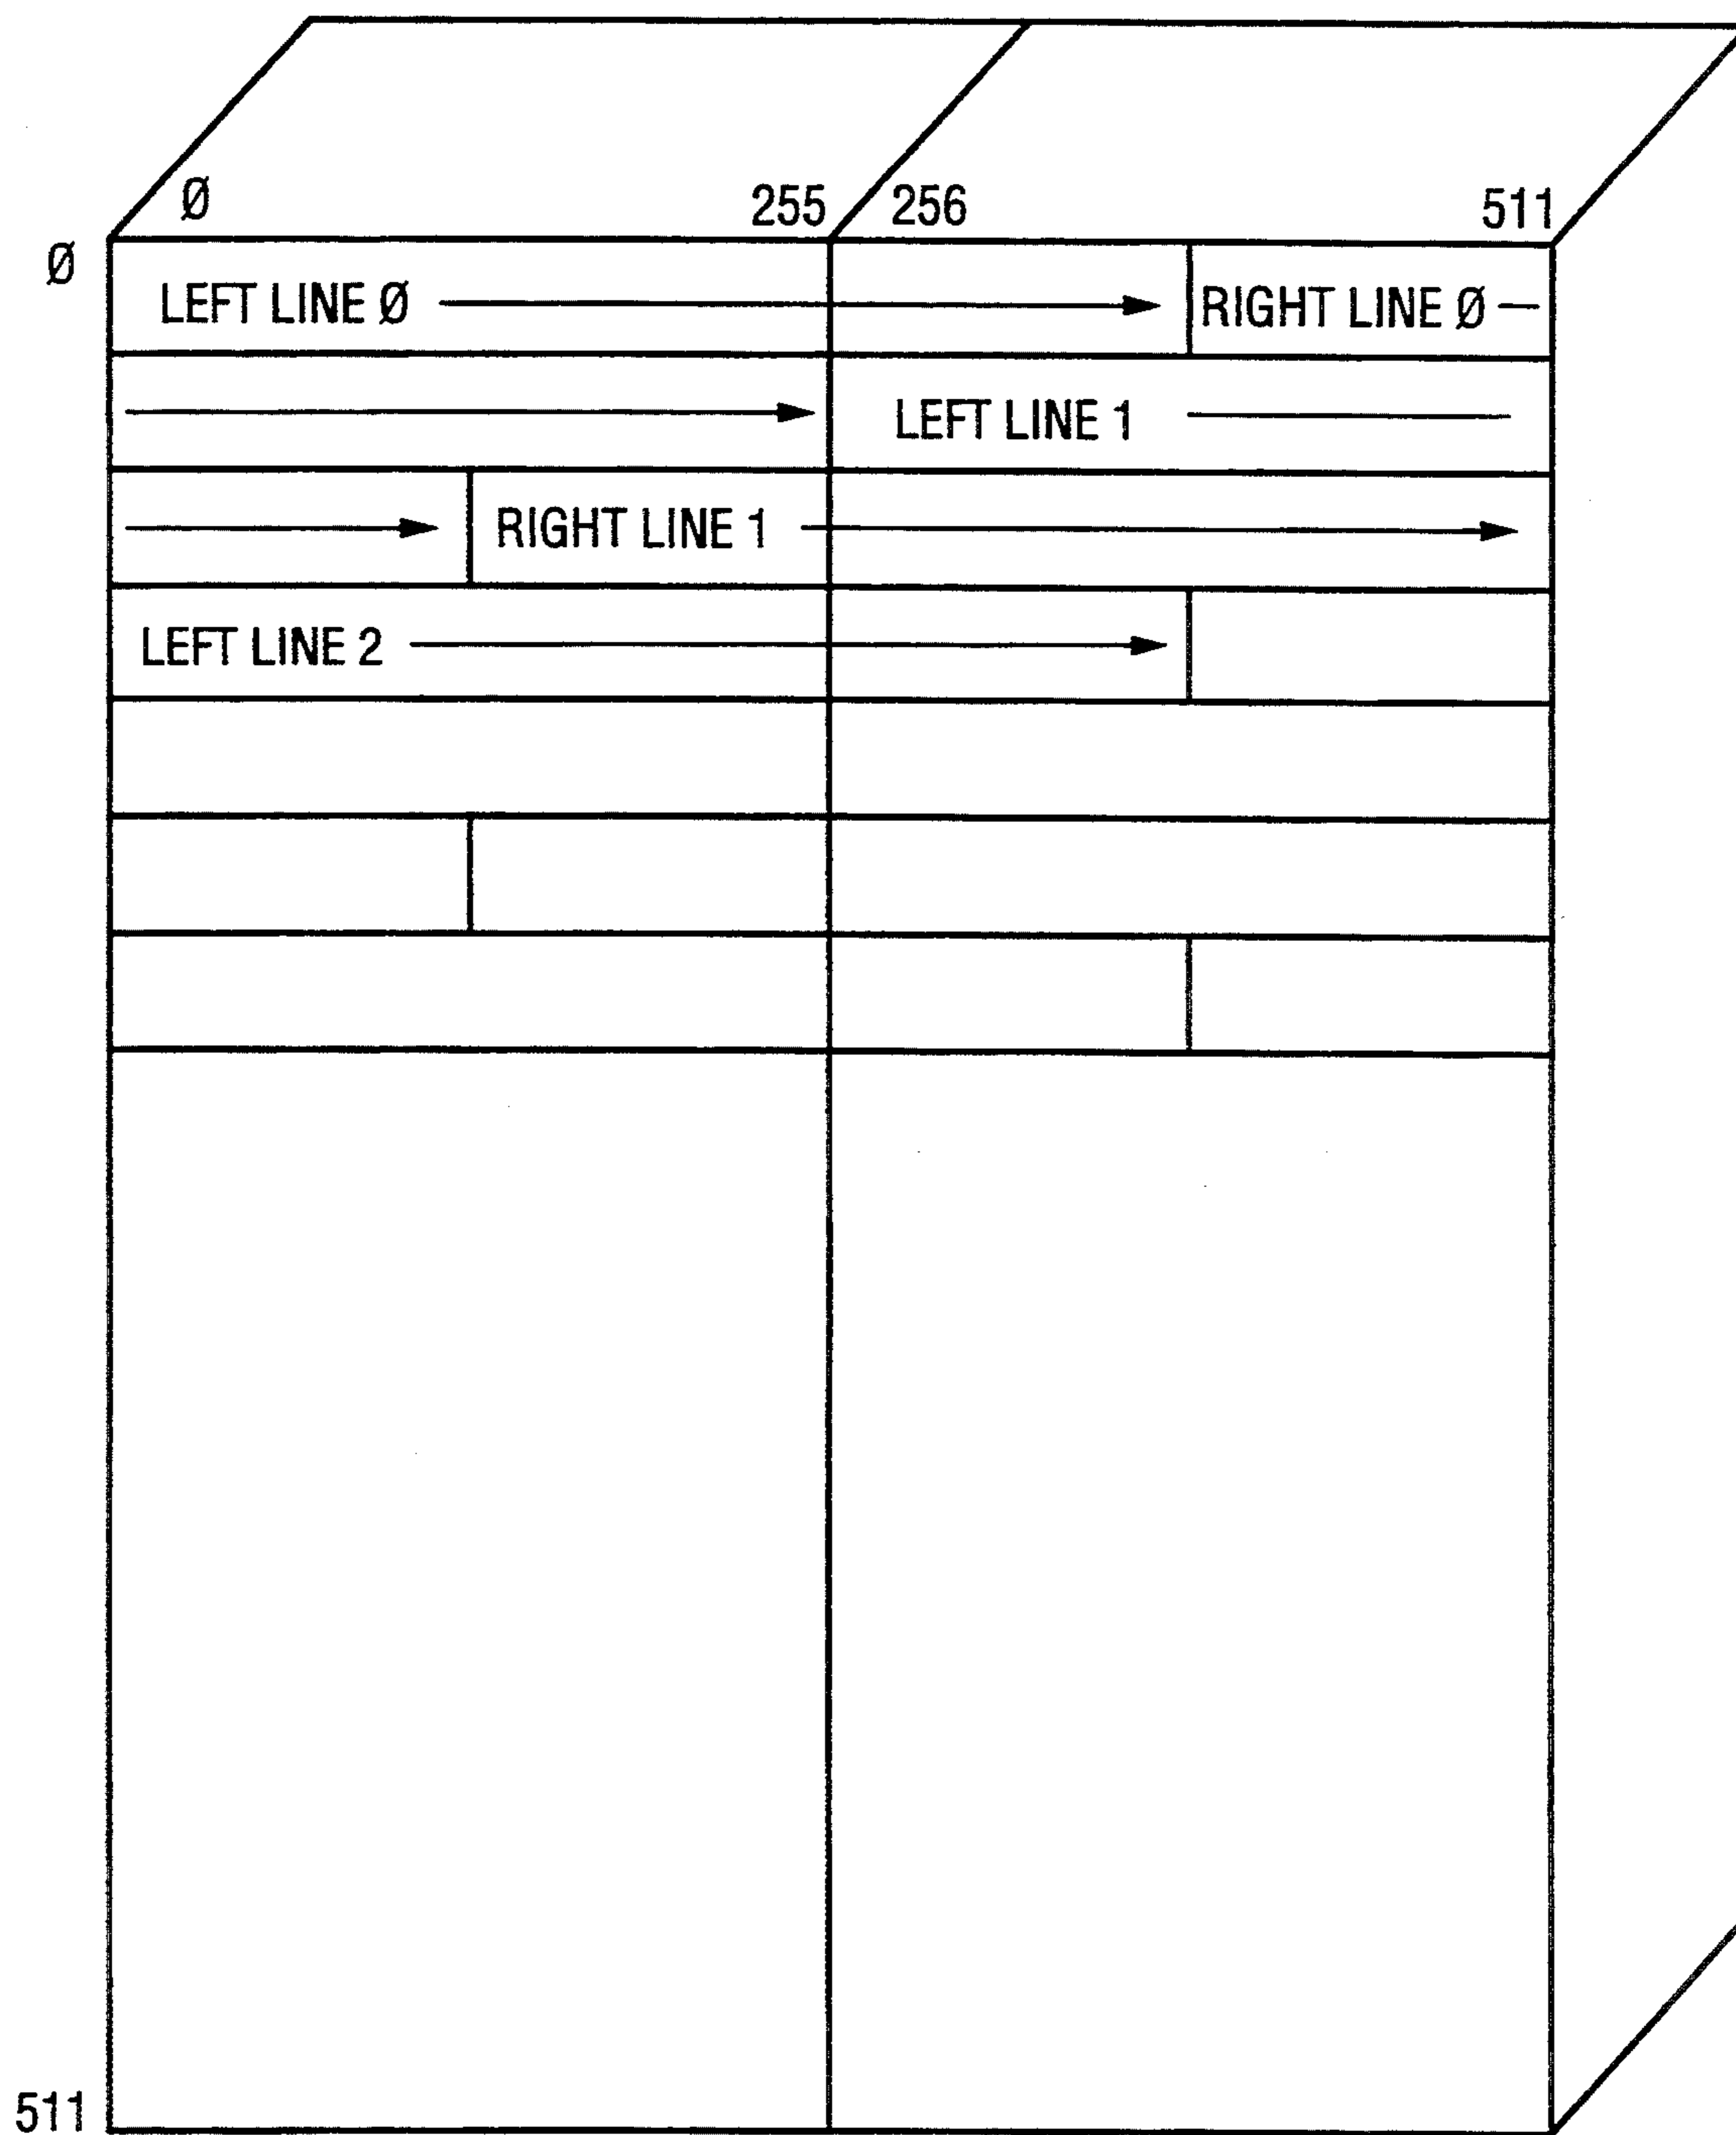 Ø 255 256 511
Ø
LEFT LINE Ø RIGHT LINE Ø
LEFT LINE 1
RIGHT LINE 1
LEFT LINE 2
511